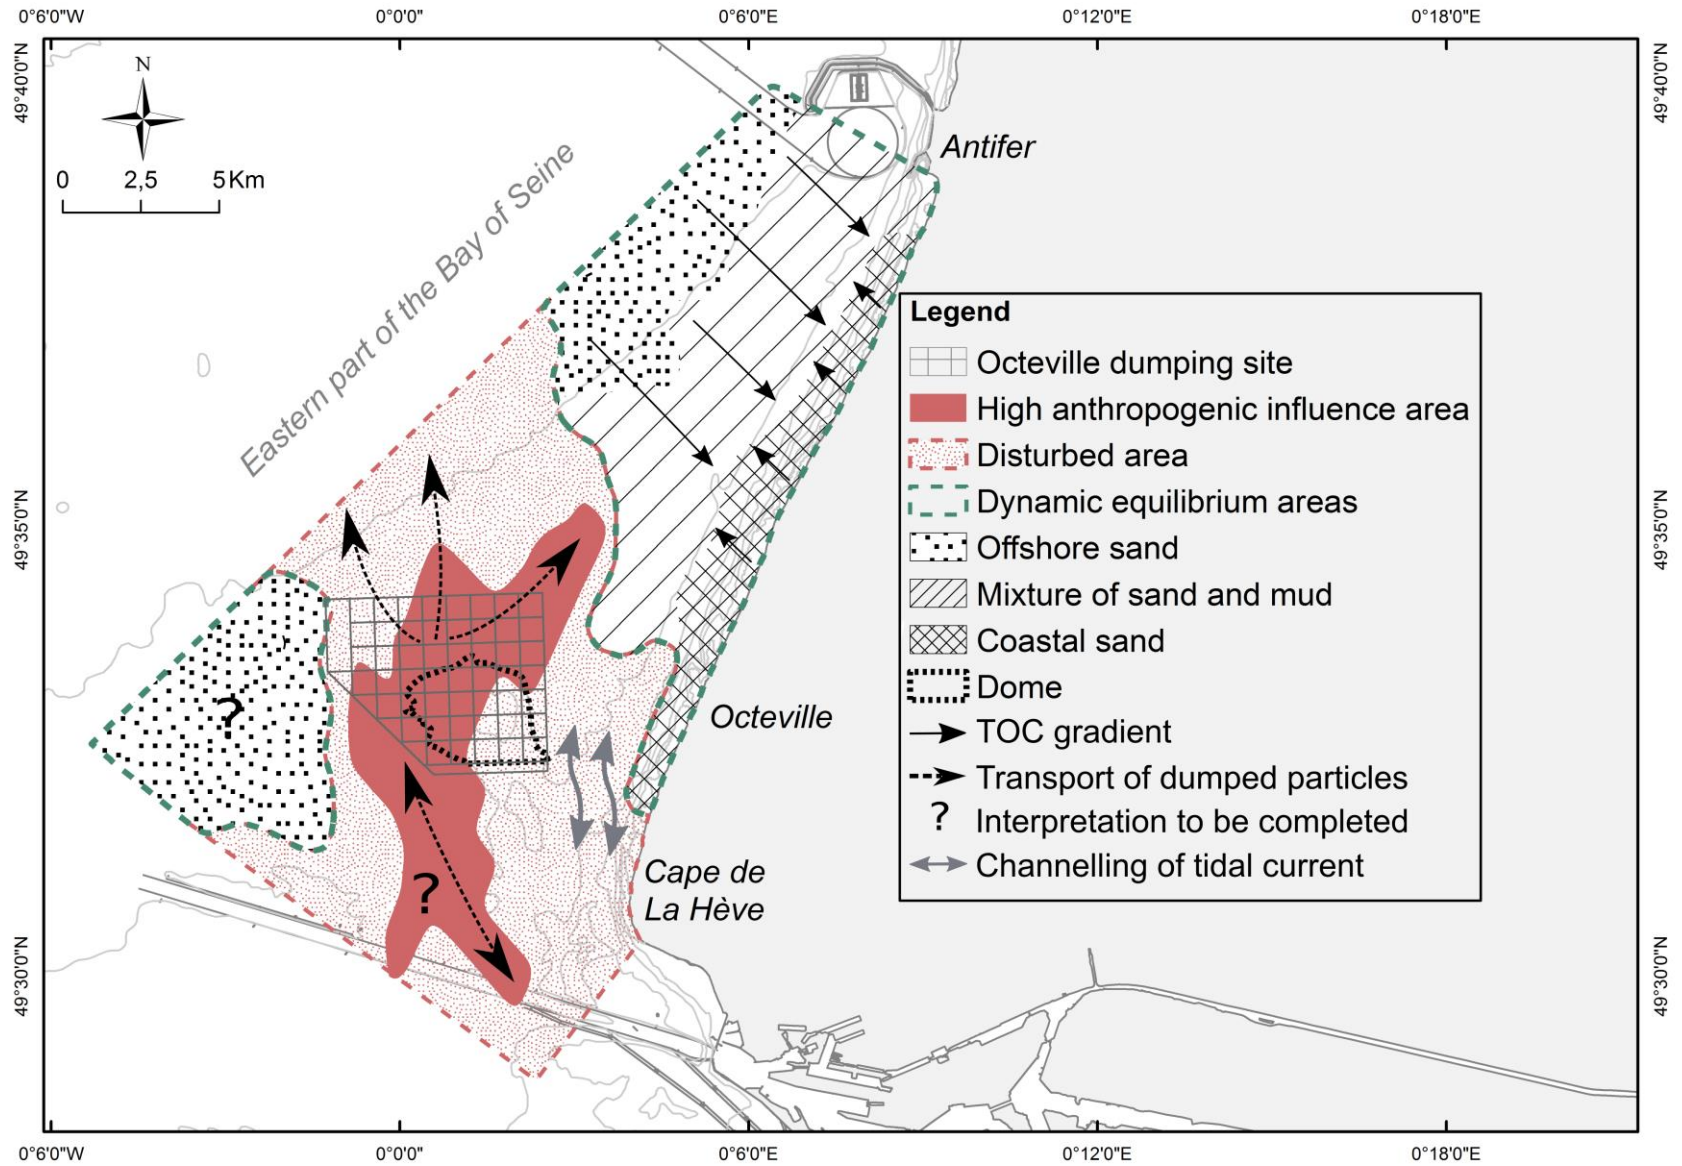 0°6'0"W
0°0'0"
0°6'0"E
0°12'0"E
0°18'0"E
49°40'0"N
49°40'0"N
N
0
2,5
5 Km
Eastern part of the Bay of Seine
Antifer
Legend
Octeville dumping site
High anthropogenic influence area
Disturbed area
Dynamic equilibrium areas
Offshore sand
Mixture of sand and mud
Coastal sand
Dome
TOC gradient
Transport of dumped particles
?
Interpretation to be completed
Channelling of tidal current
49°35'0"N
49°35'0"N
?
Octeville
?
Cape de
La Hève
49°30'0"N
49°30'0"N
0°6'0"W
0°0'0"
0°6'0"E
0°12'0"E
0°18'0"E